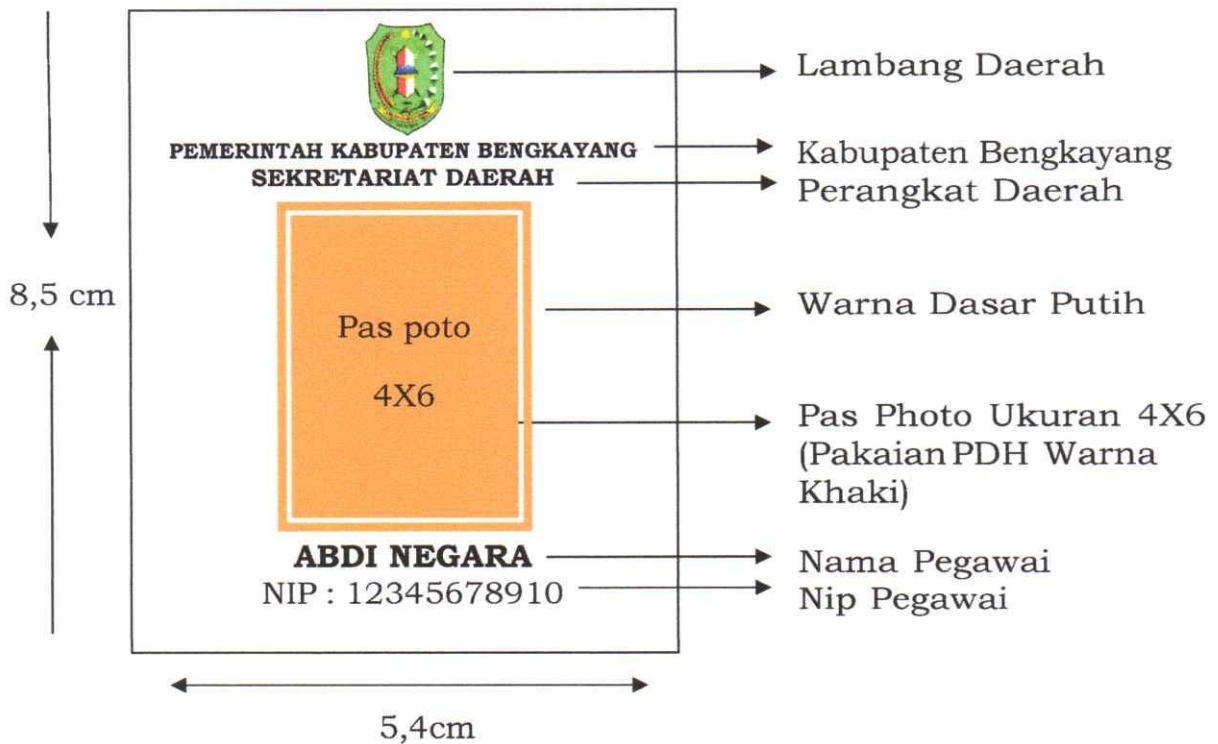 Lambang Daerah
PEMERINTAH KABUPATEN BENGKAYANG
Kabupaten Bengkayang
SEKRETARIAT DAERAH
Perangkat Daerah
8,5 cm
Warna Dasar Putih
Pas poto
4X6
Pas Photo Ukuran 4X6
(Pakaian PDH Warna
Khaki)
ABDI NEGARA
Nama Pegawai
NIP : 12345678910
Nip Pegawai
5,4cm